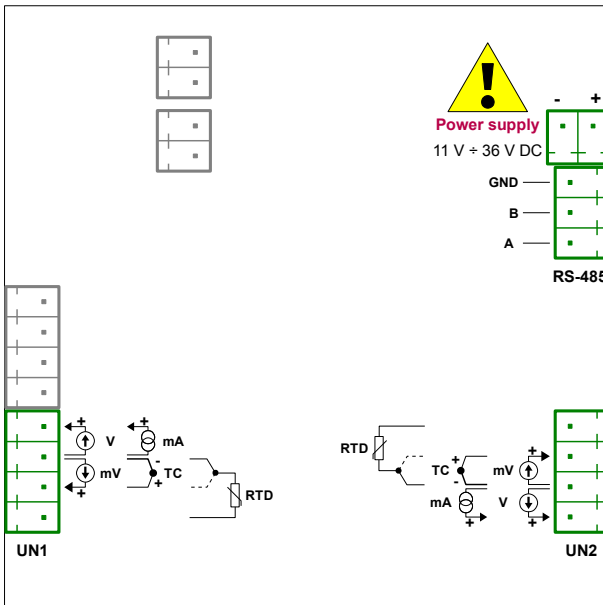 - +
Power supply
11 V ÷ 36 V DC
GND
B
A
RS-485
+ V + mA
+ mV - TC +
RTD
UN1
RTD
+ TC - mV +
mA + V +
UN2